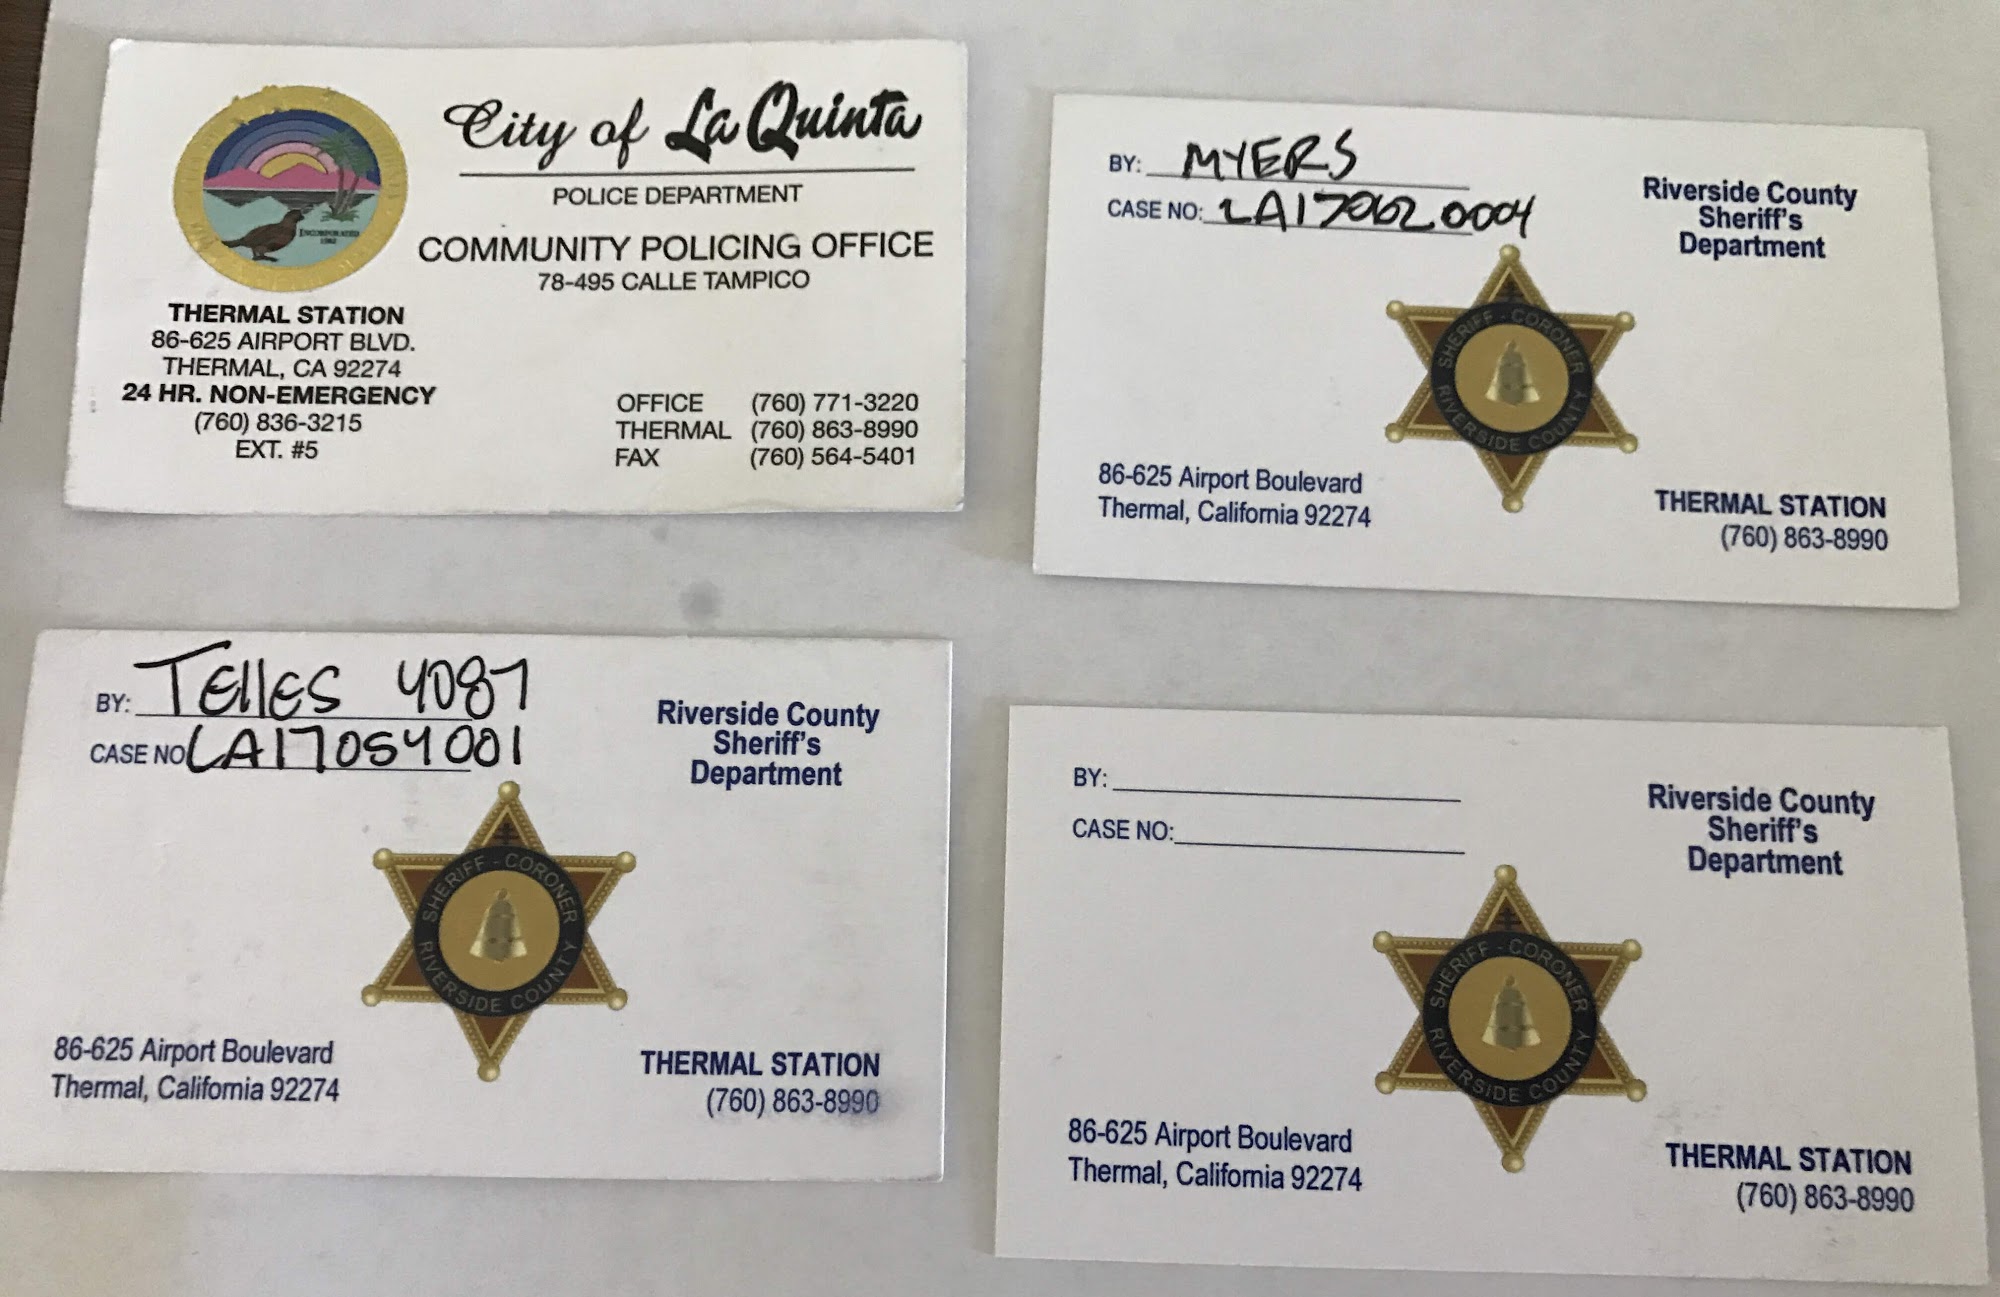 City of La Quinta
POLICE DEPARTMENT
COMMUNITY POLICING OFFICE
78-495 CALLE TAMPICO
INCORPORATED
1982
THERMAL STATION
86-625 AIRPORT BLVD.
THERMAL, CA 92274
24 HR. NON-EMERGENCY
(760) 836-3215
EXT. #5
OFFICE (760) 771-3220
THERMAL (760) 863-8990
FAX (760) 564-5401
BY: MYERS
CASE NO: LA170620004
Riverside County
Sheriff's
Department
SHERIFF - CORONER
RIVERSIDE COUNTY
86-625 Airport Boulevard
Thermal, California 92274
THERMAL STATION
(760) 863-8990
BY: TEllES 4087
CASE NO LA17054001
Riverside County
Sheriff's
Department
SHERIFF - CORONER
RIVERSIDE COUNTY
86-625 Airport Boulevard
Thermal, California 92274
THERMAL STATION
(760) 863-8990
BY:
CASE NO:
Riverside County
Sheriff's
Department
SHERIFF - CORONER
RIVERSIDE COUNTY
86-625 Airport Boulevard
Thermal, California 92274
THERMAL STATION
(760) 863-8990